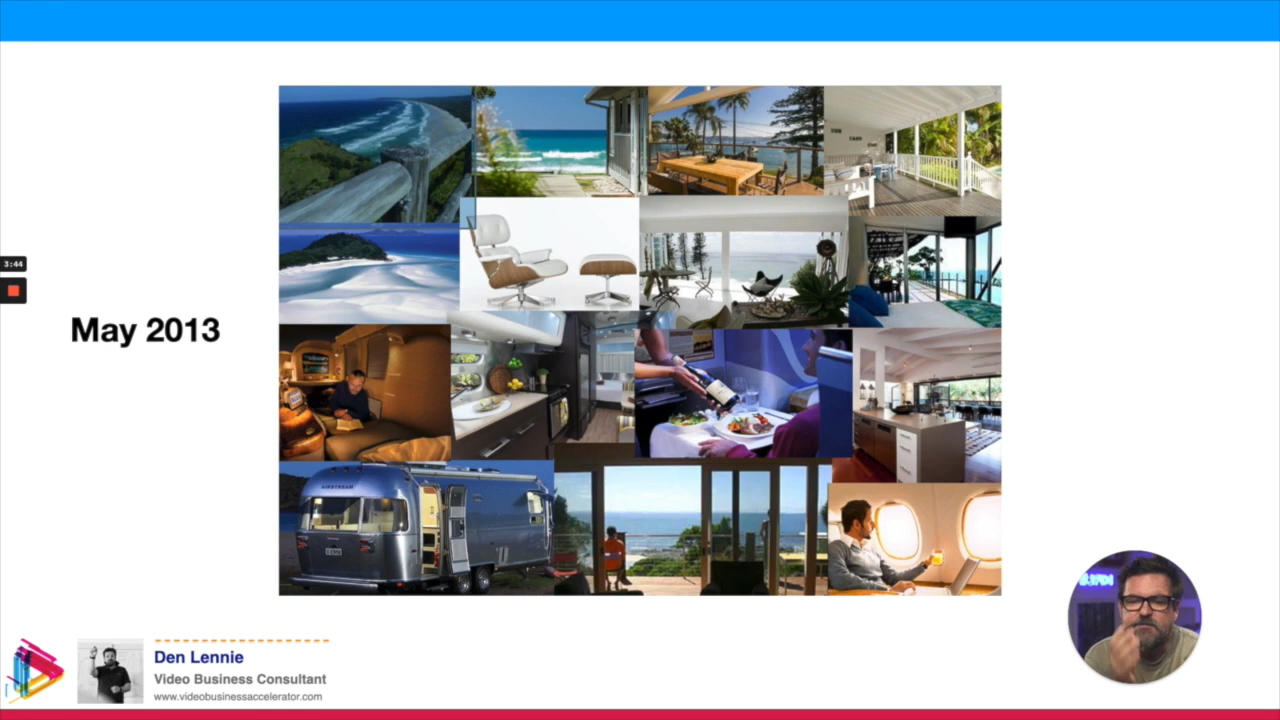 3:44
May 2013
AIRSTREAM
Den Lennie
Video Business Consultant
www.videobusinessaccelerator.com